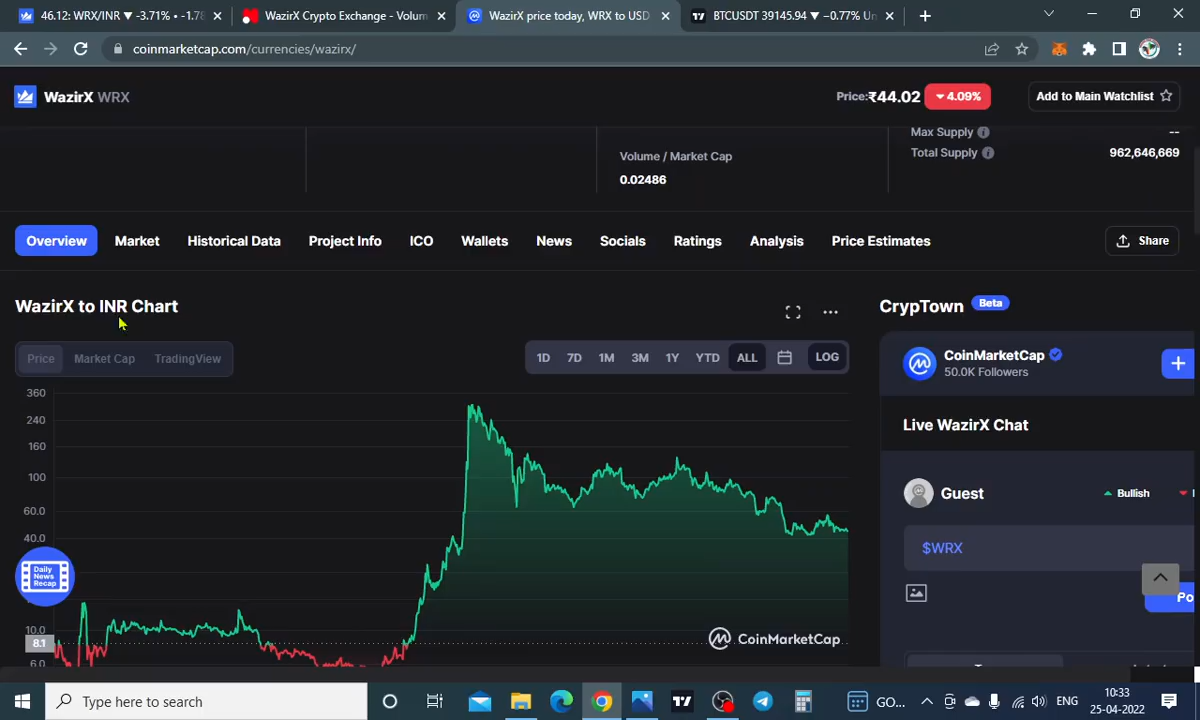 46.12: WRX/INR ▼ -3.71% • -1.78
WazirX Crypto Exchange - Volum
WazirX price today, WRX to USD
BTCUSDT 39145.94 ▼ −0.77% Un
coinmarketcap.com/currencies/wazirx/
WazirX WRX
Price: ₹44.02 ▼ 4.09%
Add to Main Watchlist
Max Supply --
Total Supply 962,646,669
Volume / Market Cap
0.02486
Overview Market Historical Data Project Info ICO Wallets News Socials Ratings Analysis Price Estimates Share
WazirX to INR Chart
CrypTown Beta
Price Market Cap TradingView
1D 7D 1M 3M 1Y YTD ALL LOG
CoinMarketCap
50.0K Followers
Live WazirX Chat
Guest
Bullish
$WRX
Po
360
240
160
100
60.0
40.0
10.0
8.1
6.0
Daily
News
Recap
CoinMarketCap
Type here to search
GO...
ENG
10:33
25-04-2022